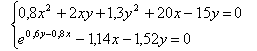 0,8x² + 2xy + 1,3y² + 20x − 15y = 0
e^{0,6y−0,8x} − 1,14x − 1,52y = 0